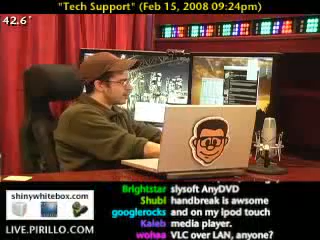 "Tech Support" (Feb 15, 2008 09:24pm)
42.6°
shinywhitebox.com
LIVE.PIRILLO.COM
Brightstar slysoft AnyDVD
Shubi handbreak is awsome
googlerocks and on my ipod touch
Kaleb media player.
wohaa VLC over LAN, anyone?